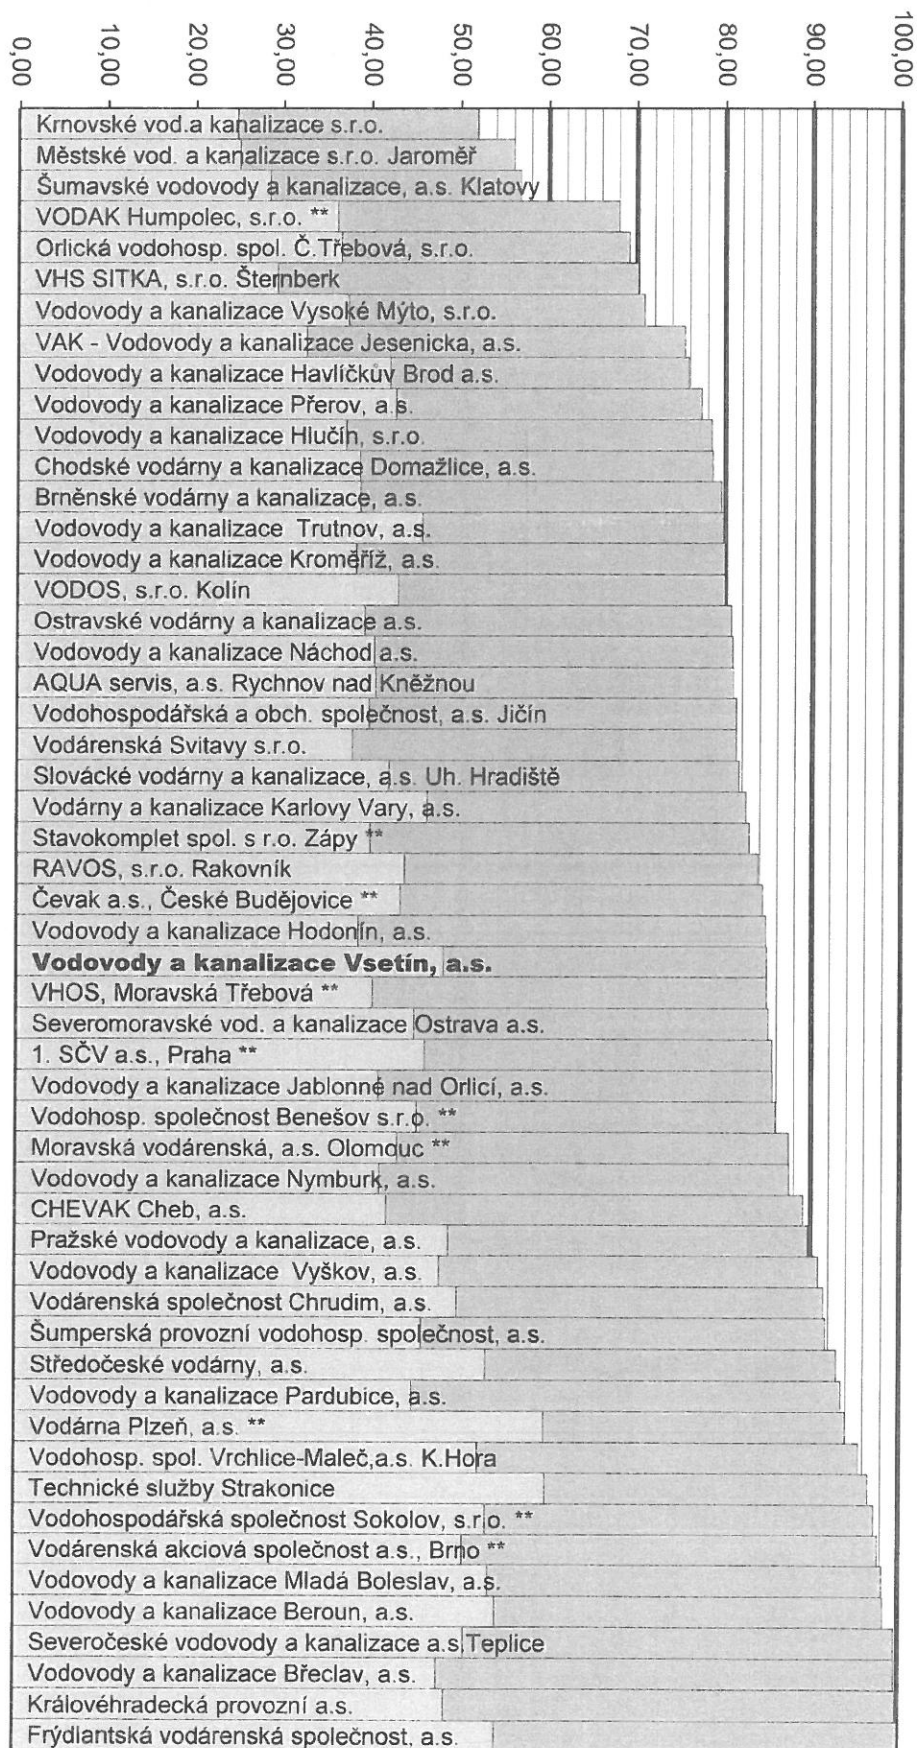 0,00
10,00
20,00
30,00
40,00
50,00
60,00
70,00
80,00
90,00
100,00
Krnovské vod.a kanalizace s.r.o.
Městské vod. a kanalizace s.r.o. Jaroměř
Šumavské vodovody a kanalizace, a.s. Klatovy
VODAK Humpolec, s.r.o. **
Orlická vodohosp. spol. Č.Třebová, s.r.o.
VHS SITKA, s.r.o. Šternberk
Vodovody a kanalizace Vysoké Mýto, s.r.o.
VAK - Vodovody a kanalizace Jesenicka, a.s.
Vodovody a kanalizace Havlíčkův Brod a.s.
Vodovody a kanalizace Přerov, a.s.
Vodovody a kanalizace Hlučín, s.r.o.
Chodské vodárny a kanalizace Domažlice, a.s.
Brněnské vodárny a kanalizace, a.s.
Vodovody a kanalizace Trutnov, a.s.
Vodovody a kanalizace Kroměříž, a.s.
VODOS, s.r.o. Kolín
Ostravské vodárny a kanalizace a.s.
Vodovody a kanalizace Náchod a.s.
AQUA servis, a.s. Rychnov nad Kněžnou
Vodohospodářská a obch. společnost, a.s. Jičín
Vodárenská Svitavy s.r.o.
Slovácké vodárny a kanalizace, a.s. Uh. Hradiště
Vodárny a kanalizace Karlovy Vary, a.s.
Stavokomplet spol. s r.o. Zápy **
RAVOS, s.r.o. Rakovník
Čevak a.s., České Budějovice **
Vodovody a kanalizace Hodonín, a.s.
Vodovody a kanalizace Vsetín, a.s.
VHOS, Moravská Třebová **
Severomoravské vod. a kanalizace Ostrava a.s.
1. SČV a.s., Praha **
Vodovody a kanalizace Jablonné nad Orlicí, a.s.
Vodohosp. společnost Benešov s.r.o. **
Moravská vodárenská, a.s. Olomouc **
Vodovody a kanalizace Nymburk, a.s.
CHEVAK Cheb, a.s.
Pražské vodovody a kanalizace, a.s.
Vodovody a kanalizace Vyškov, a.s.
Vodárenská společnost Chrudim, a.s.
Šumperská provozní vodohosp. společnost, a.s.
Středočeské vodárny, a.s.
Vodovody a kanalizace Pardubice, a.s.
Vodárna Plzeň, a.s. **
Vodohosp. spol. Vrchlice-Maleč,a.s. K.Hora
Technické služby Strakonice
Vodohospodářská společnost Sokolov, s.r.o. **
Vodárenská akciová společnost a.s., Brno **
Vodovody a kanalizace Mladá Boleslav, a.s.
Vodovody a kanalizace Beroun, a.s.
Severočeské vodovody a kanalizace a.s.Teplice
Vodovody a kanalizace Břeclav, a.s.
Královéhradecká provozní a.s.
Frýdlantská vodárenská společnost, a.s.